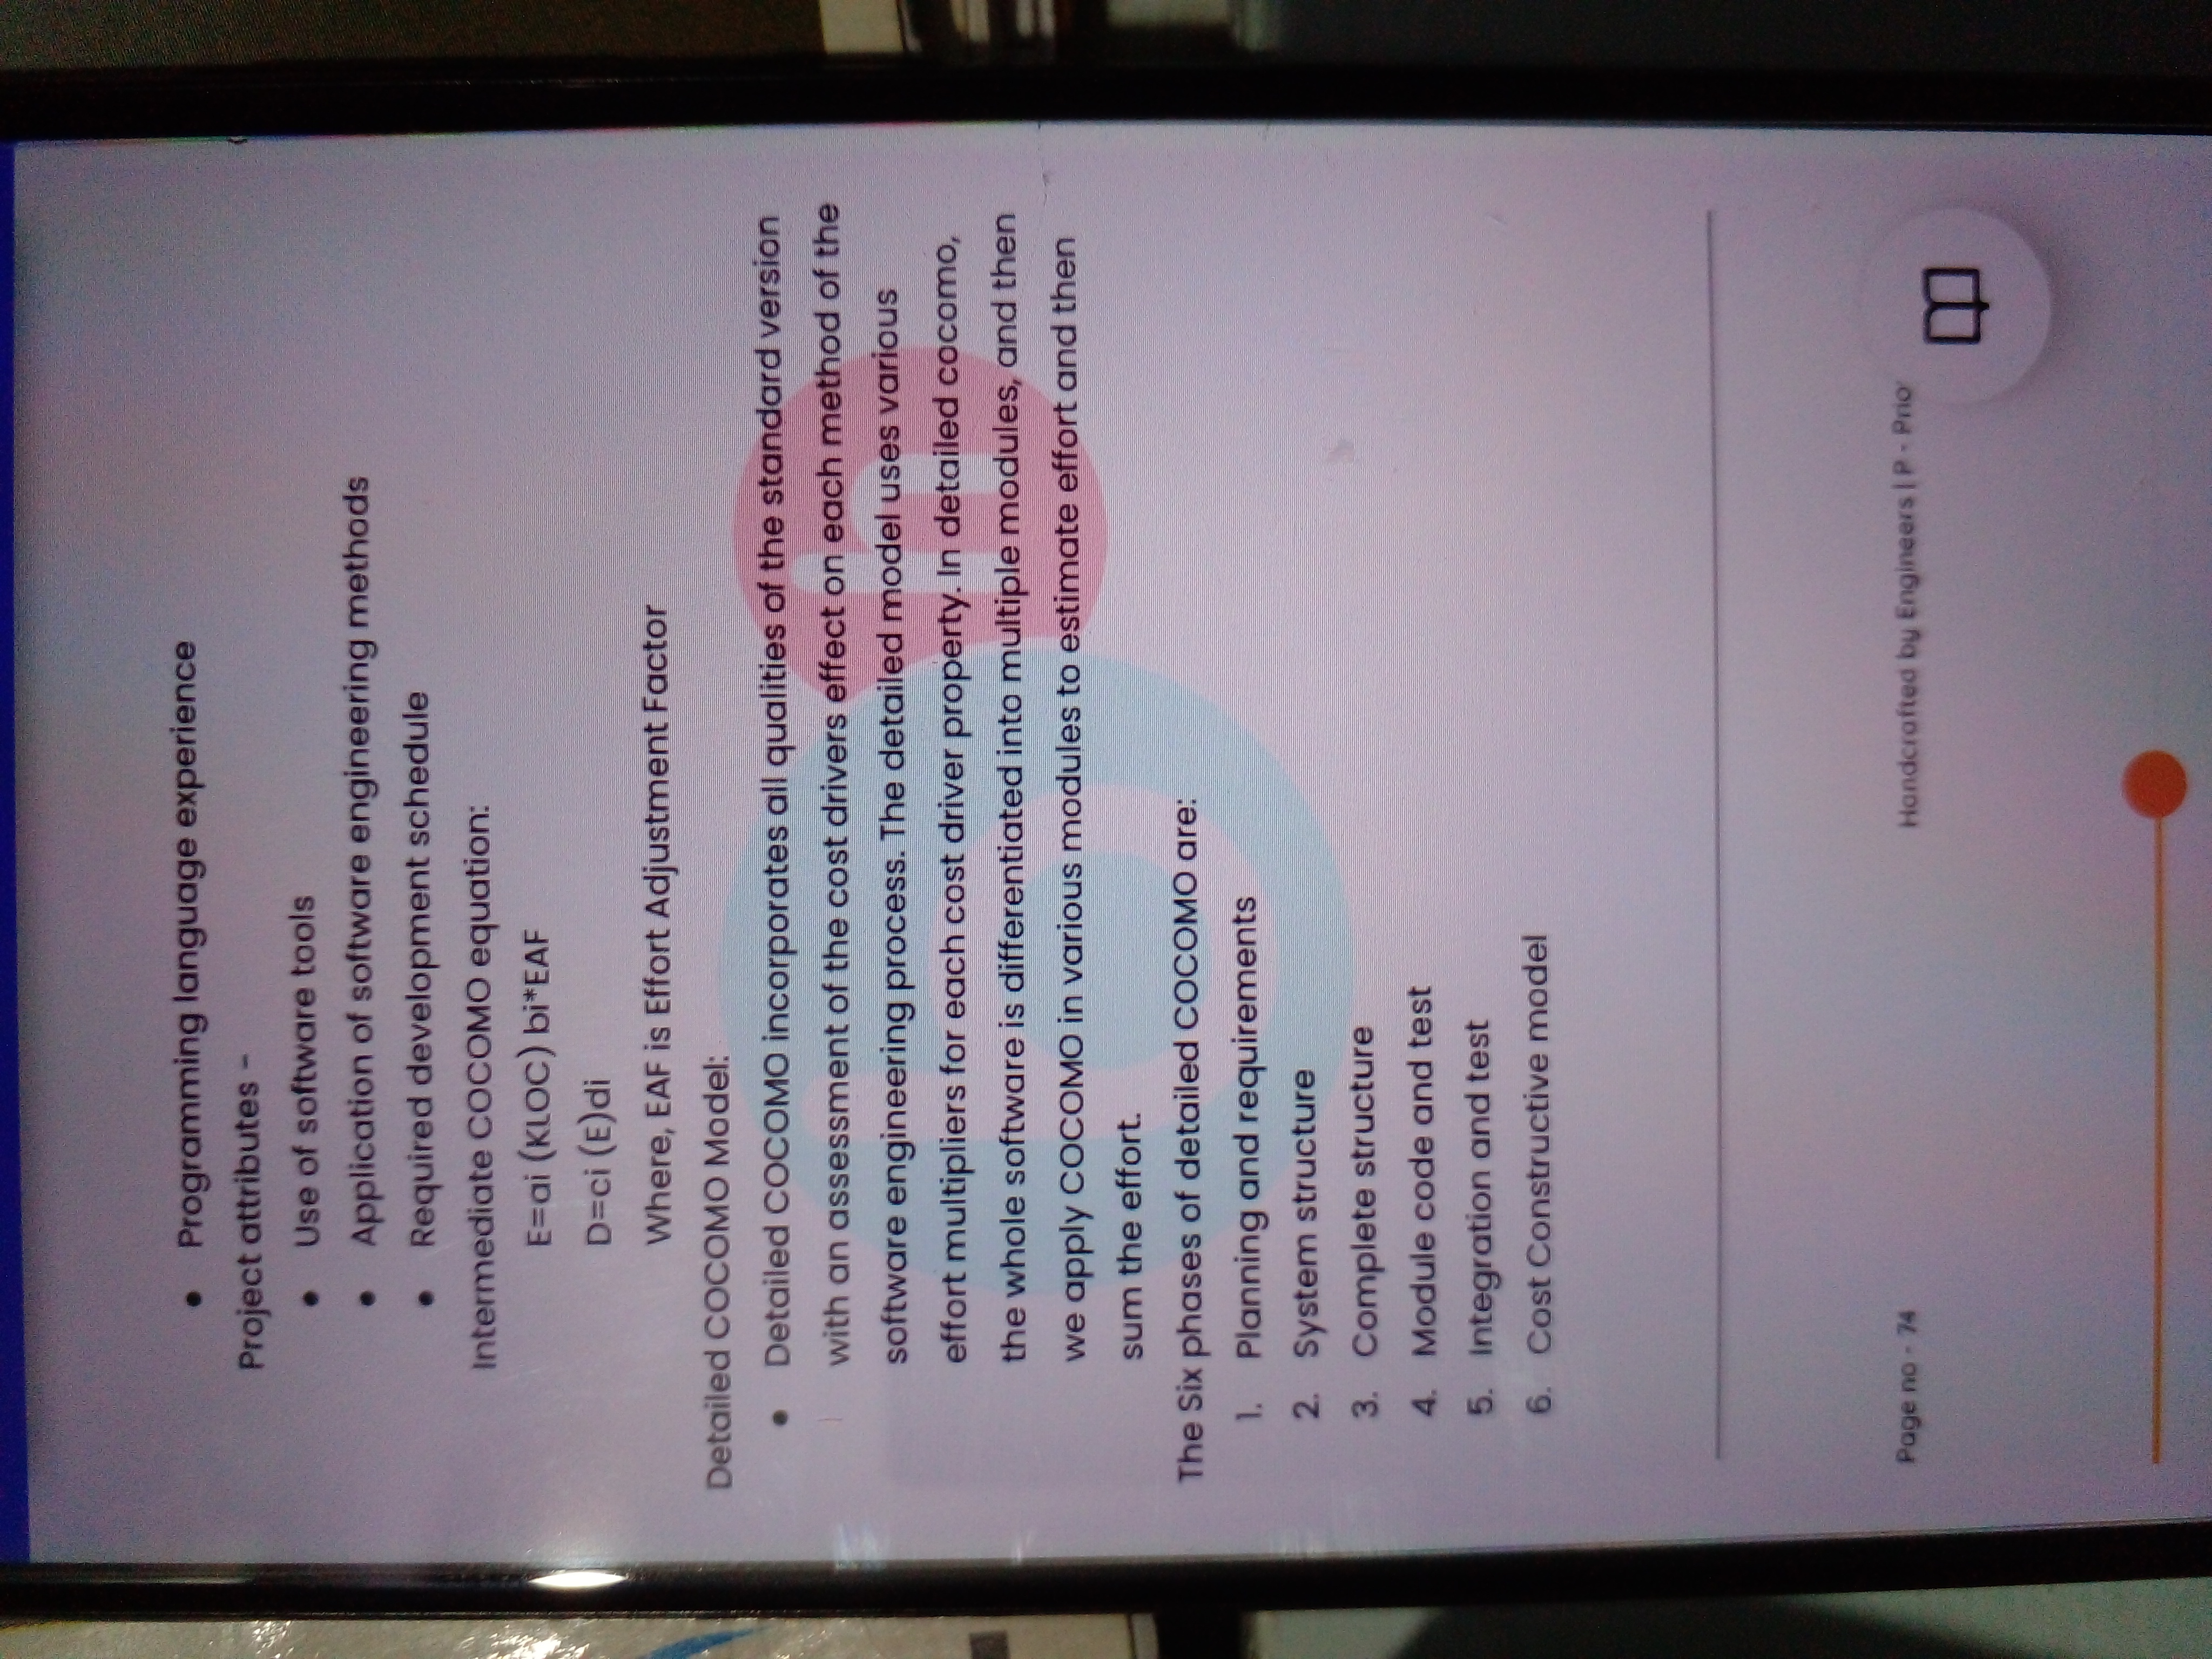 • Programming language experience
Project attributes -
• Use of software tools
• Application of software engineering methods
• Required development schedule
Intermediate COCOMO equation:
E=ai (KLOC) bi*EAF
D=ci (E)di
Where, EAF is Effort Adjustment Factor
Detailed COCOMO Model:
• Detailed COCOMO incorporates all qualities of the standard version
with an assessment of the cost drivers effect on each method of the
software engineering process. The detailed model uses various
effort multipliers for each cost driver property. In detailed cocomo,
the whole software is differentiated into multiple modules, and then
we apply COCOMO in various modules to estimate effort and then
sum the effort.
The Six phases of detailed COCOMO are:
1. Planning and requirements
2. System structure
3. Complete structure
4. Module code and test
5. Integration and test
6. Cost Constructive model
Page no - 74
Handcrafted by Engineers | P - Prio